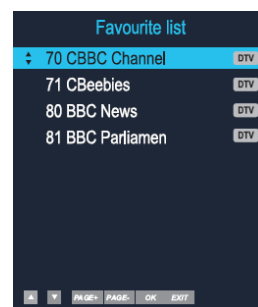 Favourite list
70 CBBC Channel DTV
71 CBeebies DTV
80 BBC News DTV
81 BBC Parliamen DTV
PAGE+ PAGE- OK EXIT